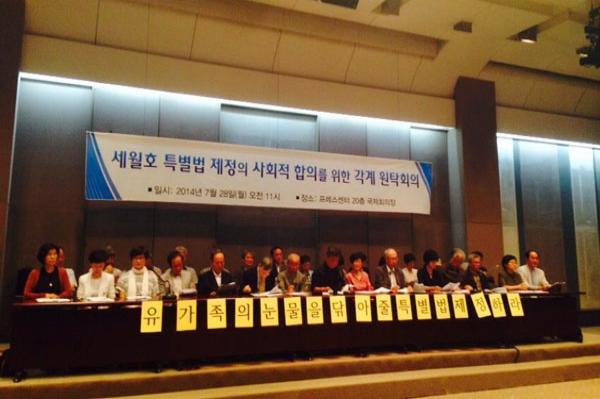 세월호 특별법 제정의 사회적 합의를 위한 각계 원탁회의
■ 일시: 2014년 7월 28일(월) 오전 11시 ■ 장소: 프레스센터 20층 국제회의장
유가족의눈물을닦아줄특별법제정하라